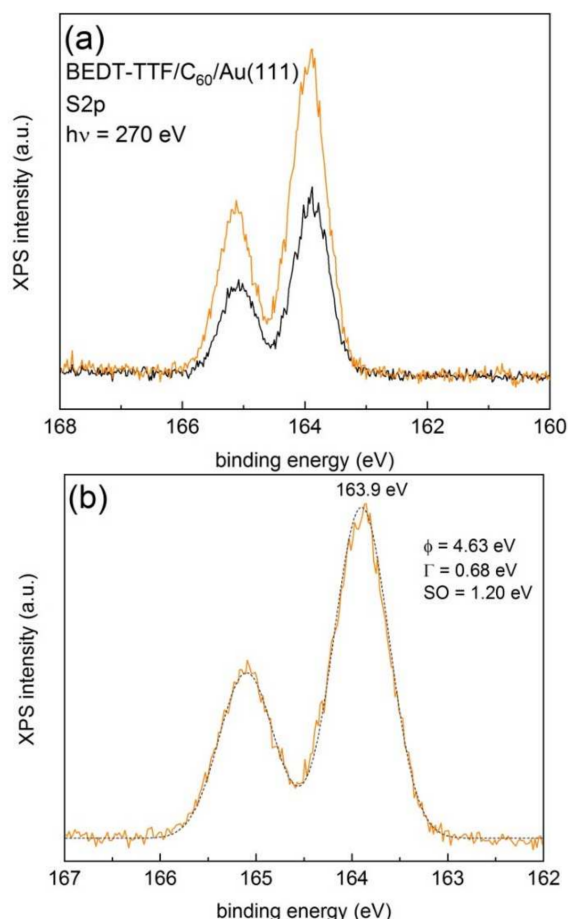 (a)
BEDT-TTF/C₆₀/Au(111)
S2p
hν = 270 eV
XPS intensity (a.u.)
168 166 164 162 160
binding energy (eV)
(b)
163.9 eV
ϕ = 4.63 eV
Γ = 0.68 eV
SO = 1.20 eV
XPS intensity (a.u.)
167 166 165 164 163 162
binding energy (eV)